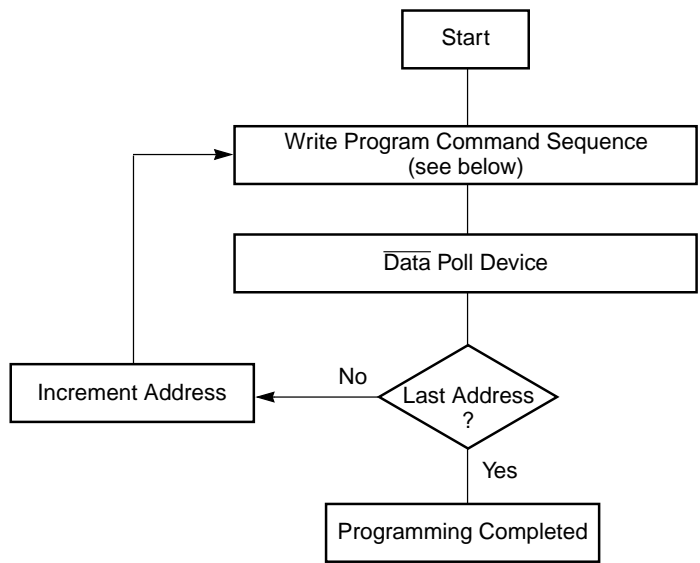 Start
Write Program Command Sequence
(see below)
Data Poll Device
No
Increment Address
Last Address
?
Yes
Programming Completed